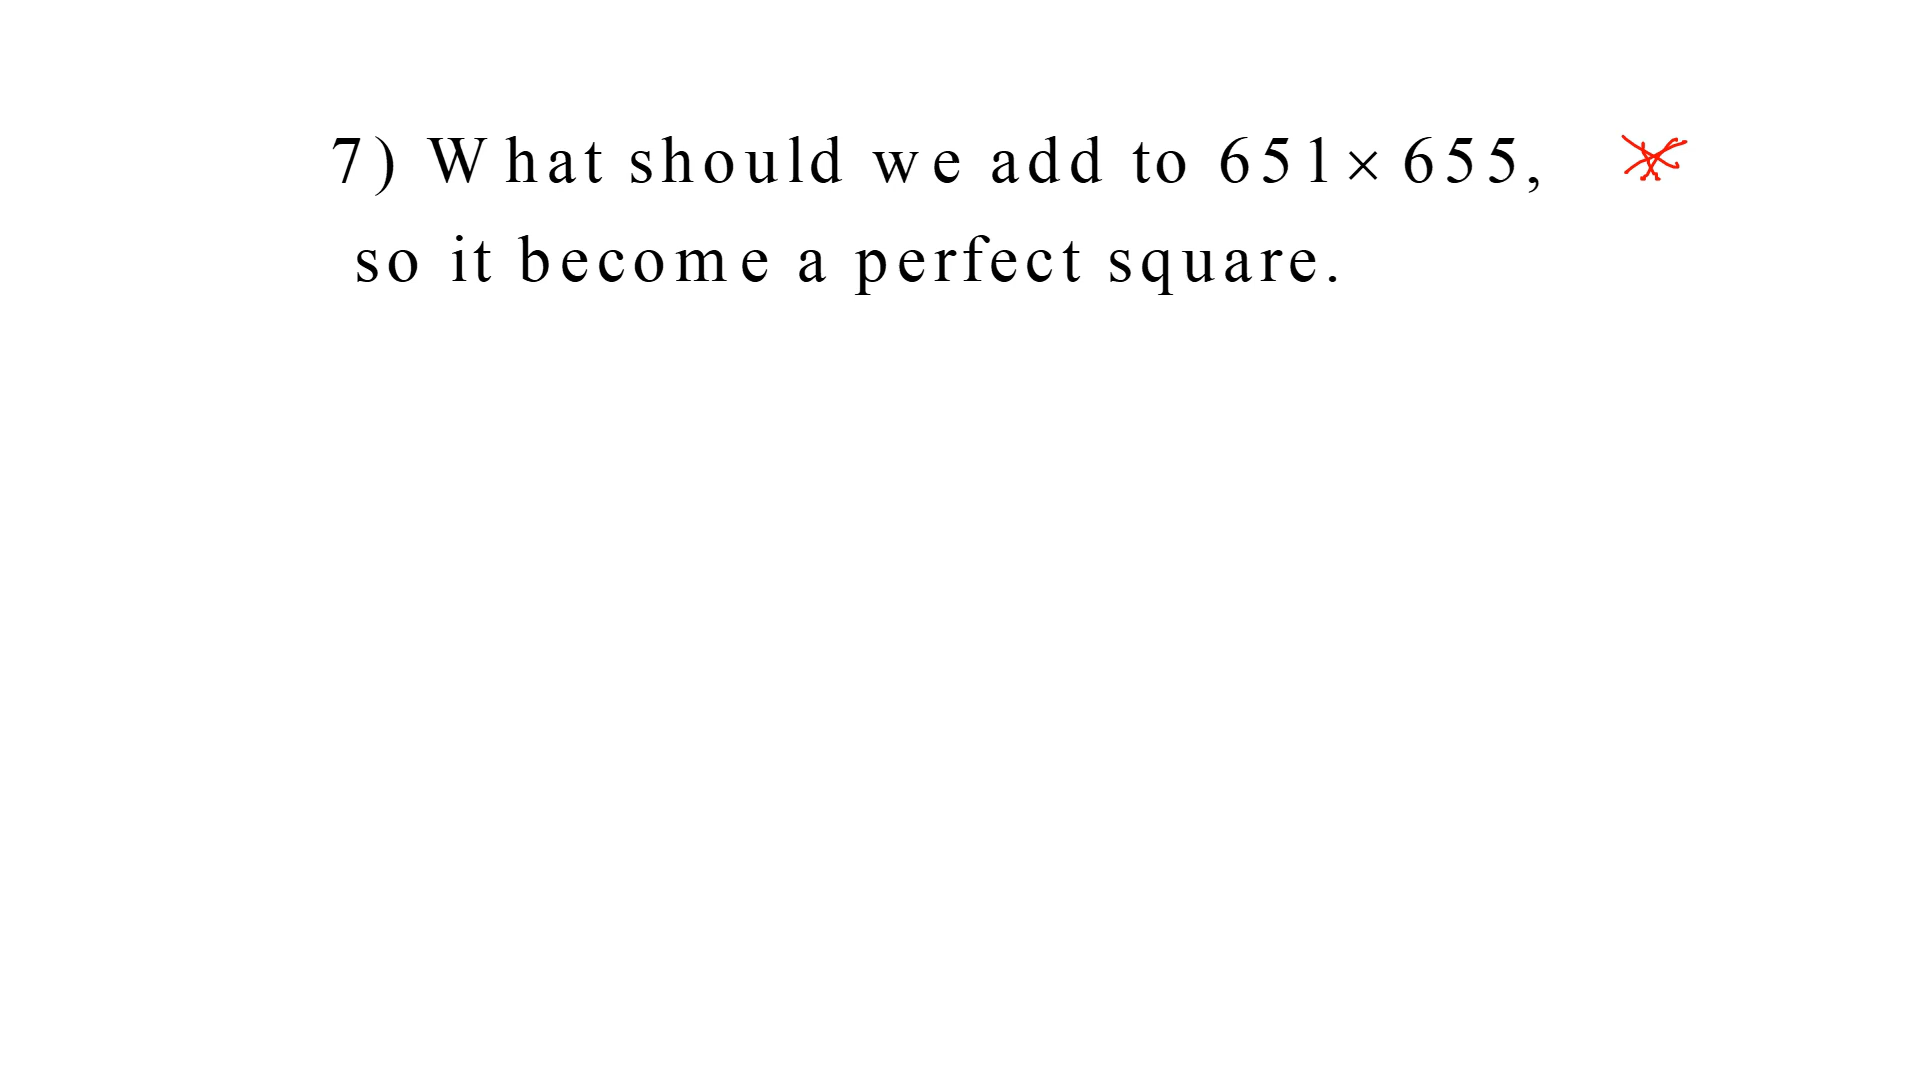 7) What should we add to 651×655,
so it become a perfect square.